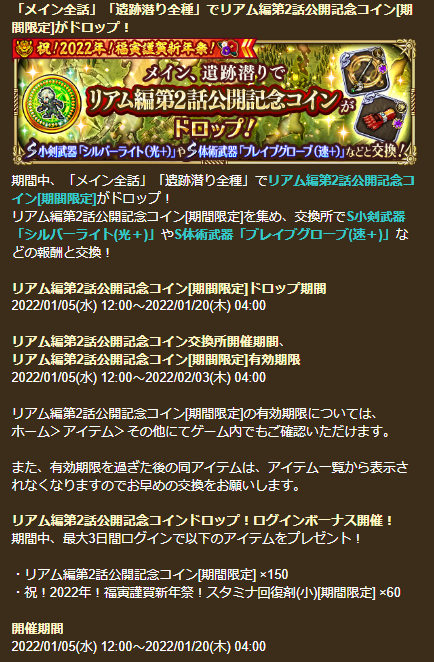 「メイン全話」「遺跡潜り全種」でリアム編第2話公開記念コイン[期
間限定]がドロップ！
祝！2022年！福寅謹賀新年祭！
メイン、遺跡潜りで
リアム編第2話公開記念コインが
ドロップ！
S小剣武器「シルバーライト(光＋)」やS体術武器「ブレイブグローブ(速＋)」などと交換！
期間中、「メイン全話」「遺跡潜り全種」でリアム編第2話公開記念コ
イン[期間限定]がドロップ！
リアム編第2話公開記念コイン[期間限定]を集め、交換所でS小剣武器
「シルバーライト(光＋)」やS体術武器「ブレイブグローブ(速＋)」な
どの報酬と交換！
リアム編第2話公開記念コイン[期間限定]ドロップ期間
2022/01/05(水) 12:00～2022/01/20(木) 04:00
リアム編第2話公開記念コイン交換所開催期間、
リアム編第2話公開記念コイン[期間限定]有効期限
2022/01/05(水) 12:00～2022/02/03(木) 04:00
リアム編第2話公開記念コイン[期間限定]の有効期限については、
ホーム＞アイテム＞その他にてゲーム内でもご確認いただけます。
また、有効期限を過ぎた後の同アイテムは、アイテム一覧から表示さ
れなくなりますのでお早めの交換をお願いします。
リアム編第2話公開記念コインドロップ！ログインボーナス開催！
期間中、最大3日間ログインで以下のアイテムをプレゼント！
・リアム編第2話公開記念コイン[期間限定] ×150
・祝！2022年！福寅謹賀新年祭！スタミナ回復剤(小)[期間限定] ×60
開催期間
2022/01/05(水) 12:00～2022/01/20(木) 04:00